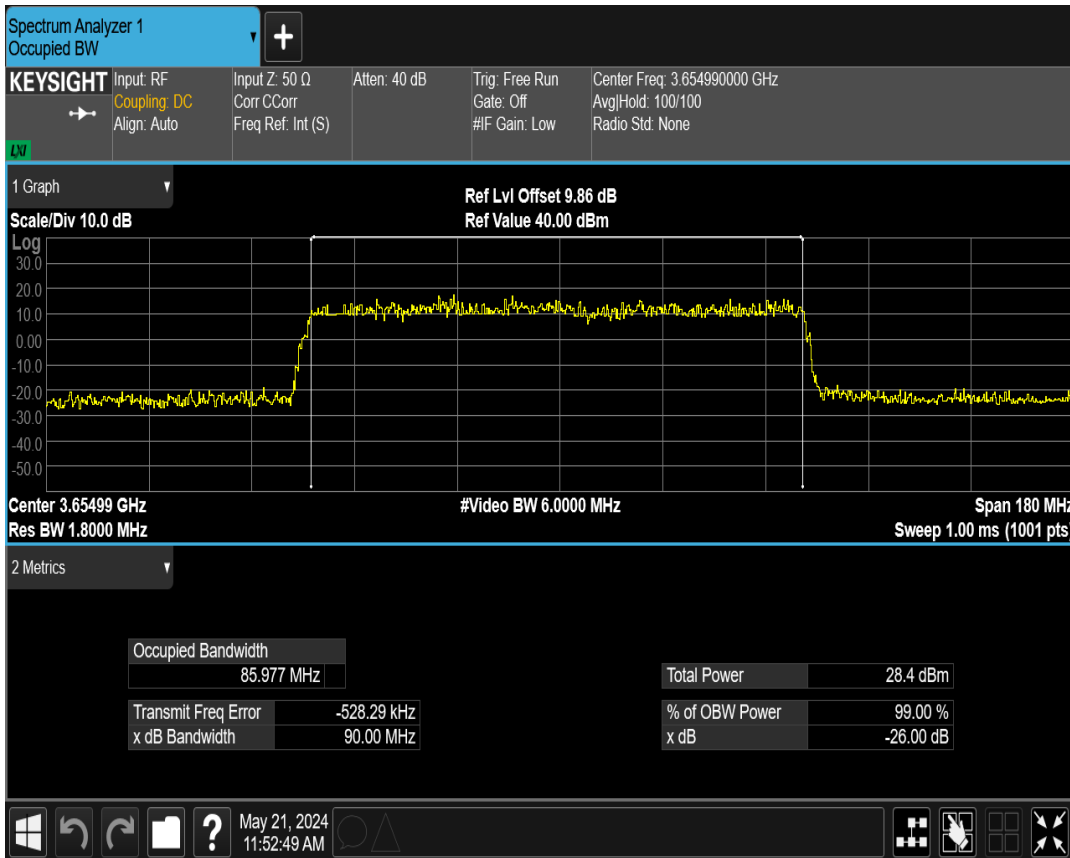 Spectrum Analyzer 1
Occupied BW
+
KEYSIGHT
LXI
Input: RF
Coupling: DC
Align: Auto
Input Z: 50 Ω
Corr CCorr
Freq Ref: Int (S)
Atten: 40 dB
Trig: Free Run
Gate: Off
#IF Gain: Low
Center Freq: 3.654990000 GHz
Avg|Hold: 100/100
Radio Std: None
1 Graph
Scale/Div 10.0 dB
Ref Lvl Offset 9.86 dB
Ref Value 40.00 dBm
Log
30.0
20.0
10.0
0.00
-10.0
-20.0
-30.0
-40.0
-50.0
Center 3.65499 GHz
#Video BW 6.0000 MHz
Span 180 MHz
Res BW 1.8000 MHz
Sweep 1.00 ms (1001 pts)
2 Metrics
Occupied Bandwidth
85.977 MHz
Transmit Freq Error -528.29 kHz
x dB Bandwidth 90.00 MHz
Total Power 28.4 dBm
% of OBW Power 99.00 %
x dB -26.00 dB
?
May 21, 2024
11:52:49 AM